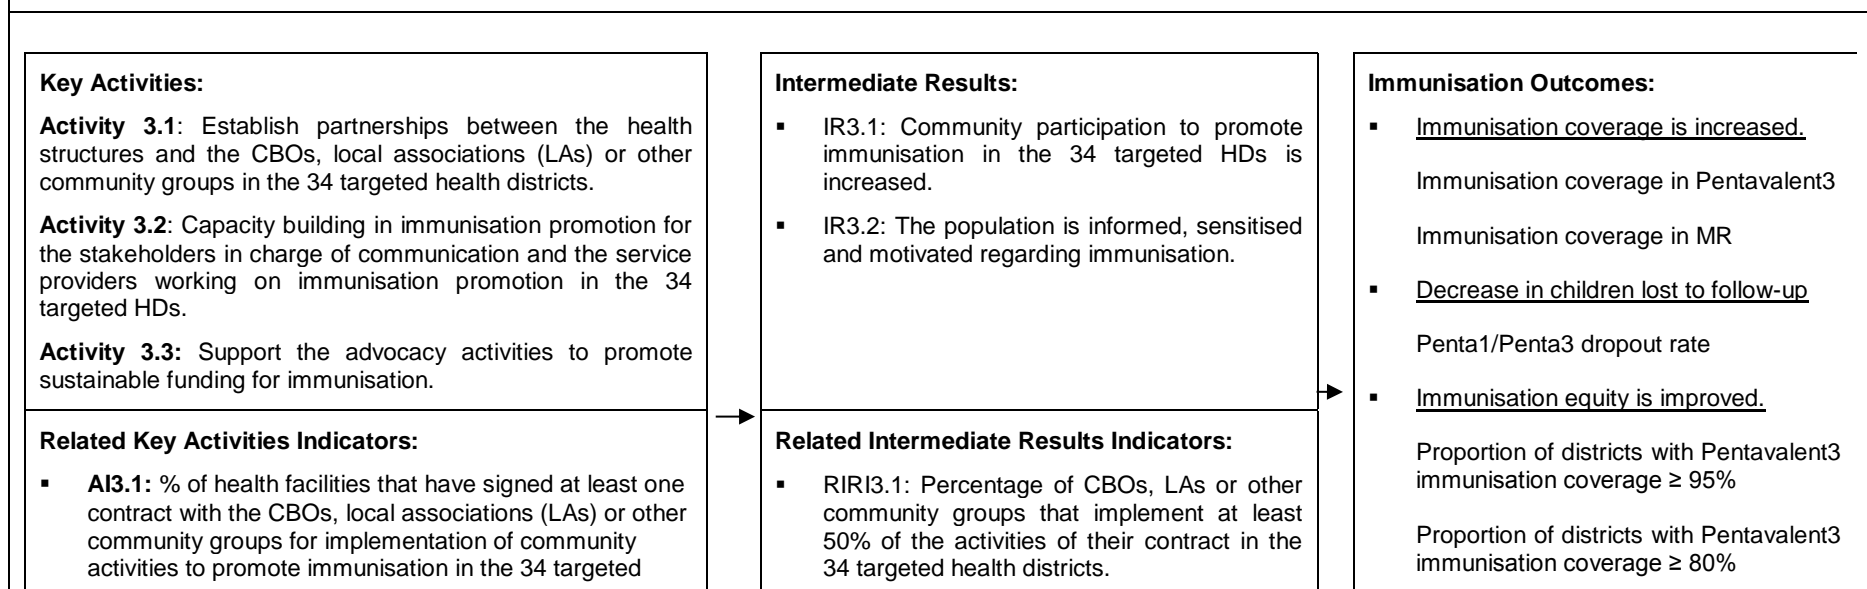 Key Activities:
Activity 3.1: Establish partnerships between the health
structures and the CBOs, local associations (LAs) or other
community groups in the 34 targeted health districts.
Activity 3.2: Capacity building in immunisation promotion for
the stakeholders in charge of communication and the service
providers working on immunisation promotion in the 34
targeted HDs.
Activity 3.3: Support the advocacy activities to promote
sustainable funding for immunisation.
Related Key Activities Indicators:
▪ AI3.1: % of health facilities that have signed at least one
contract with the CBOs, local associations (LAs) or other
community groups for implementation of community
activities to promote immunisation in the 34 targeted
Intermediate Results:
▪ IR3.1: Community participation to promote
immunisation in the 34 targeted HDs is
increased.
▪ IR3.2: The population is informed, sensitised
and motivated regarding immunisation.
Related Intermediate Results Indicators:
▪ RIRI3.1: Percentage of CBOs, LAs or other
community groups that implement at least
50% of the activities of their contract in the
34 targeted health districts.
Immunisation Outcomes:
▪ Immunisation coverage is increased.
Immunisation coverage in Pentavalent3
Immunisation coverage in MR
▪ Decrease in children lost to follow-up
Penta1/Penta3 dropout rate
▪ Immunisation equity is improved.
Proportion of districts with Pentavalent3
immunisation coverage ≥ 95%
Proportion of districts with Pentavalent3
immunisation coverage ≥ 80%